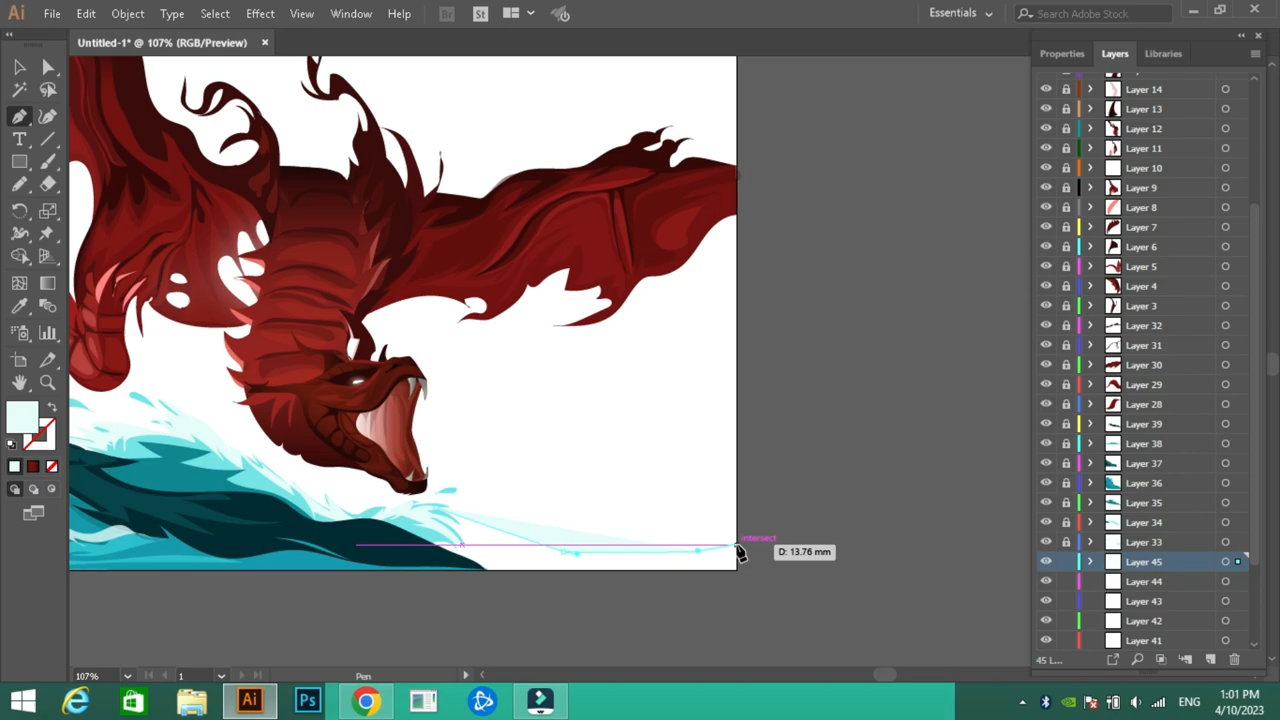 Ai File Edit Object Type Select Effect View Window Help Br St Essentials Search Adobe Stock
Untitled-1* @ 107% (RGB/Preview) ×
Properties Layers Libraries
Layer 14
Layer 13
Layer 12
Layer 11
Layer 10
Layer 9
Layer 8
Layer 7
Layer 6
Layer 5
Layer 4
Layer 3
Layer 32
Layer 31
Layer 30
Layer 29
Layer 28
Layer 39
Layer 38
Layer 37
Layer 36
Layer 35
Layer 34
Layer 33
intersect
D: 13.76 mm
Layer 45
Layer 44
Layer 43
Layer 42
Layer 41
45 L...
107% 1 Pen
Ai Ps ENG
1:01 PM
4/10/2023